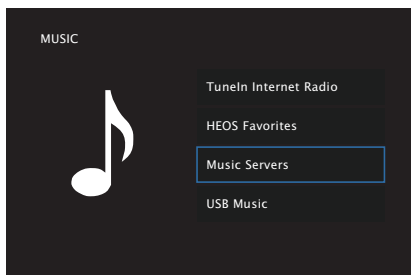 MUSIC
TuneIn Internet Radio
HEOS Favorites
Music Servers
USB Music